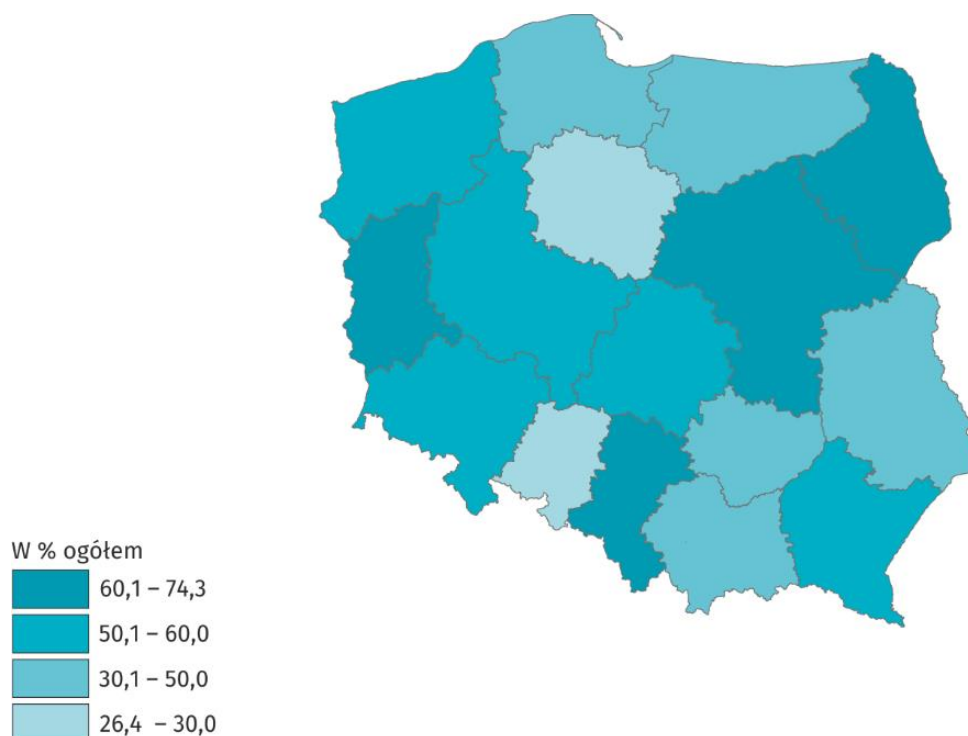 W % ogółem
60,1 – 74,3
50,1 – 60,0
30,1 – 50,0
26,4 – 30,0